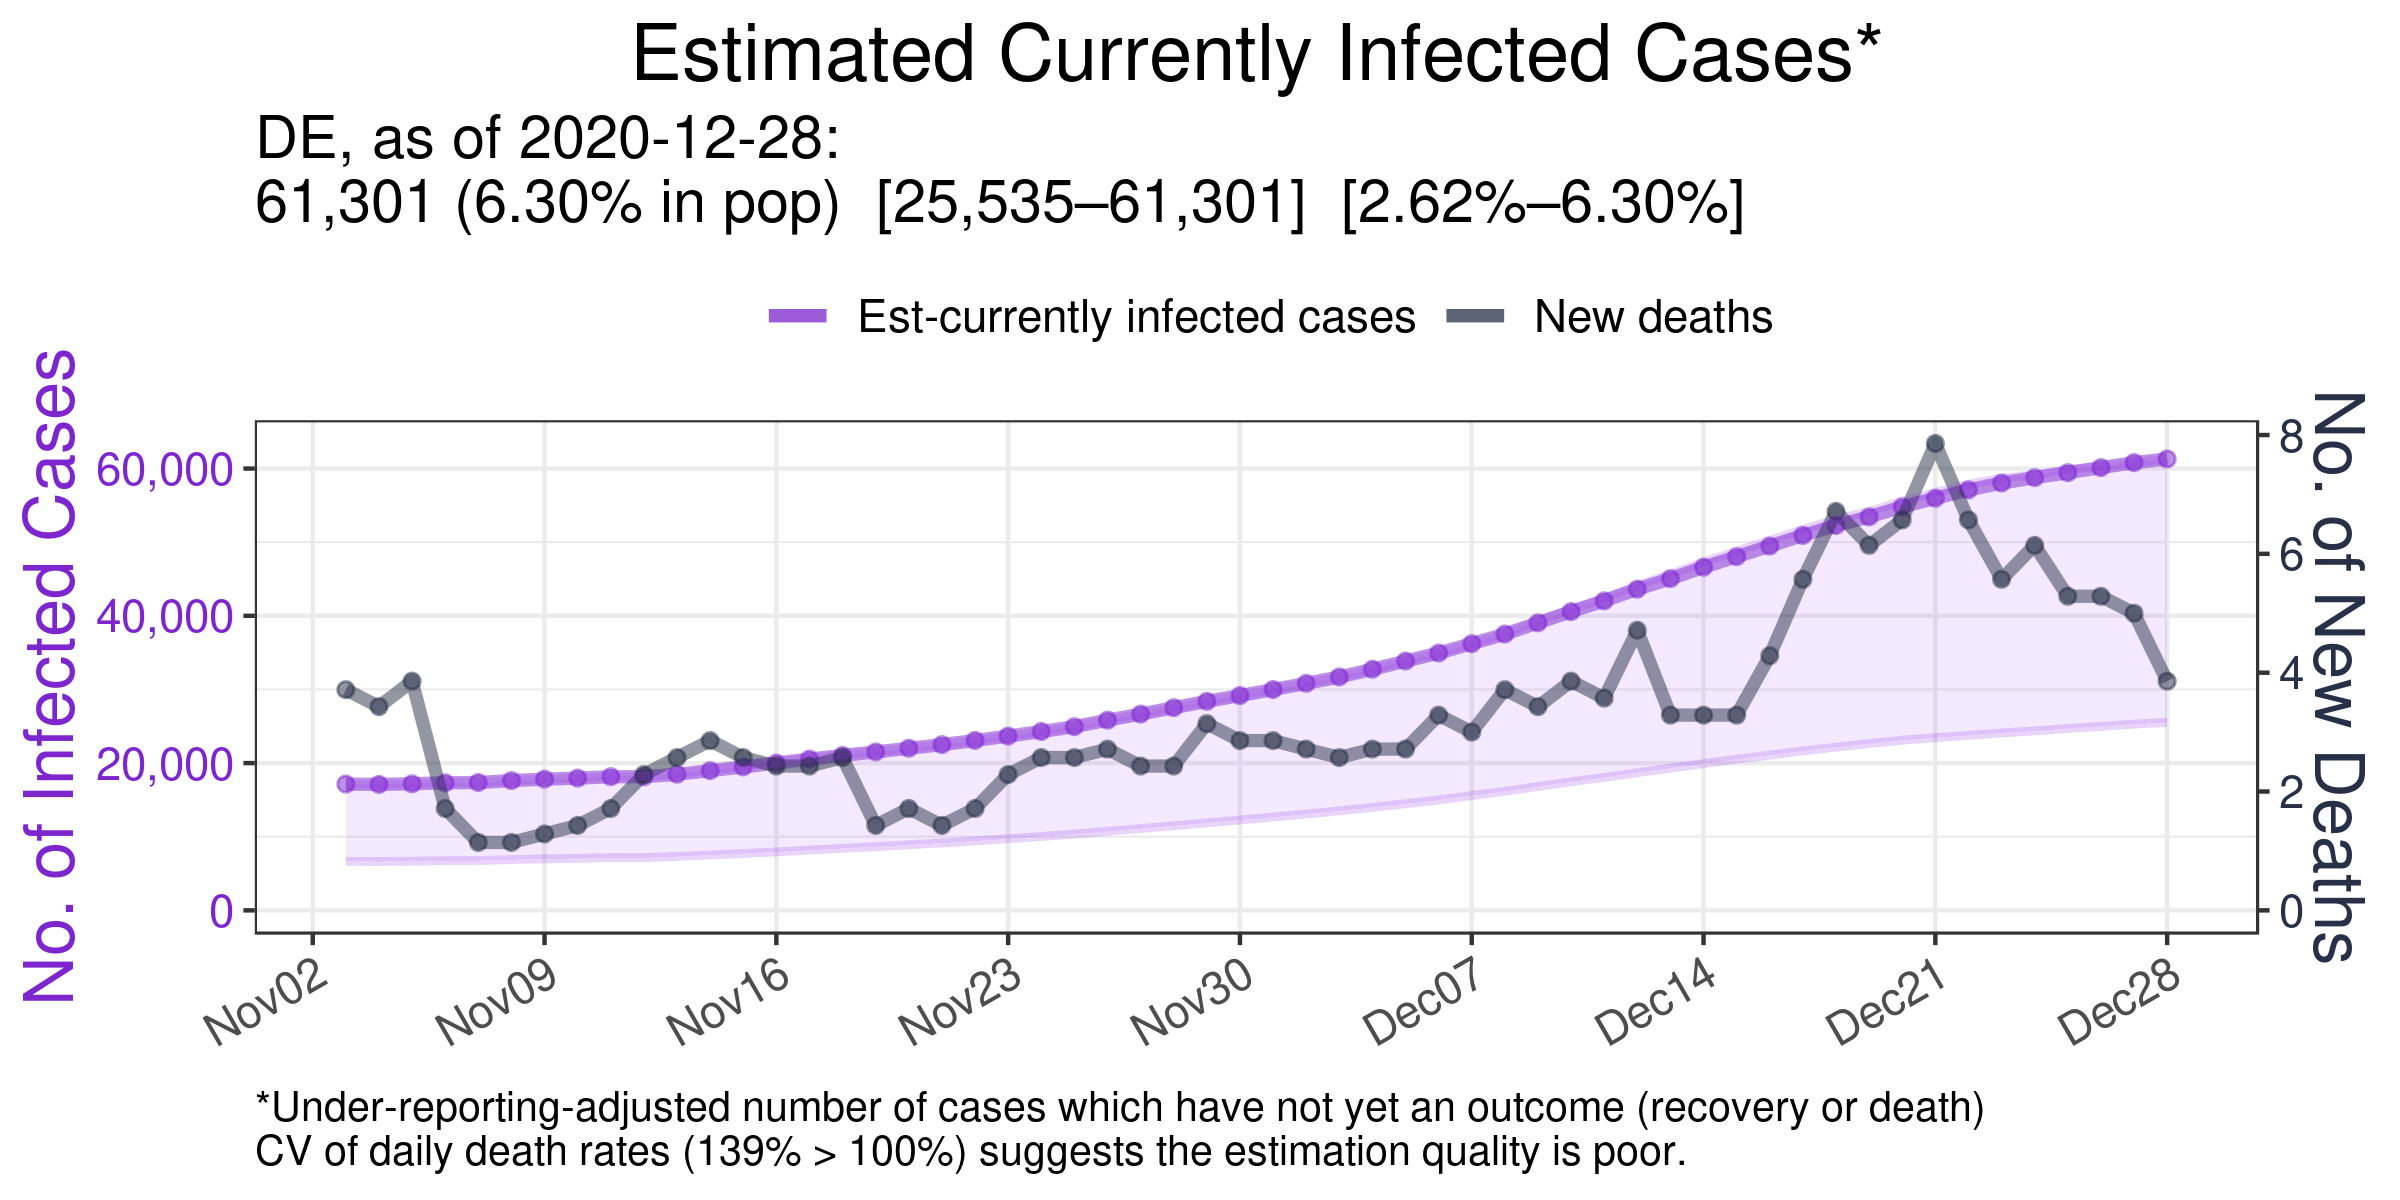 Estimated Currently Infected Cases*
DE, as of 2020-12-28:
61,301 (6.30% in pop)  [25,535–61,301]  [2.62%–6.30%]
Est-currently infected cases
New deaths
No. of Infected Cases
60,000
40,000
20,000
0
8
6
4
2
0
No. of New Deaths
Nov02
Nov09
Nov16
Nov23
Nov30
Dec07
Dec14
Dec21
Dec28
*Under-reporting-adjusted number of cases which have not yet an outcome (recovery or death)
CV of daily death rates (139% > 100%) suggests the estimation quality is poor.